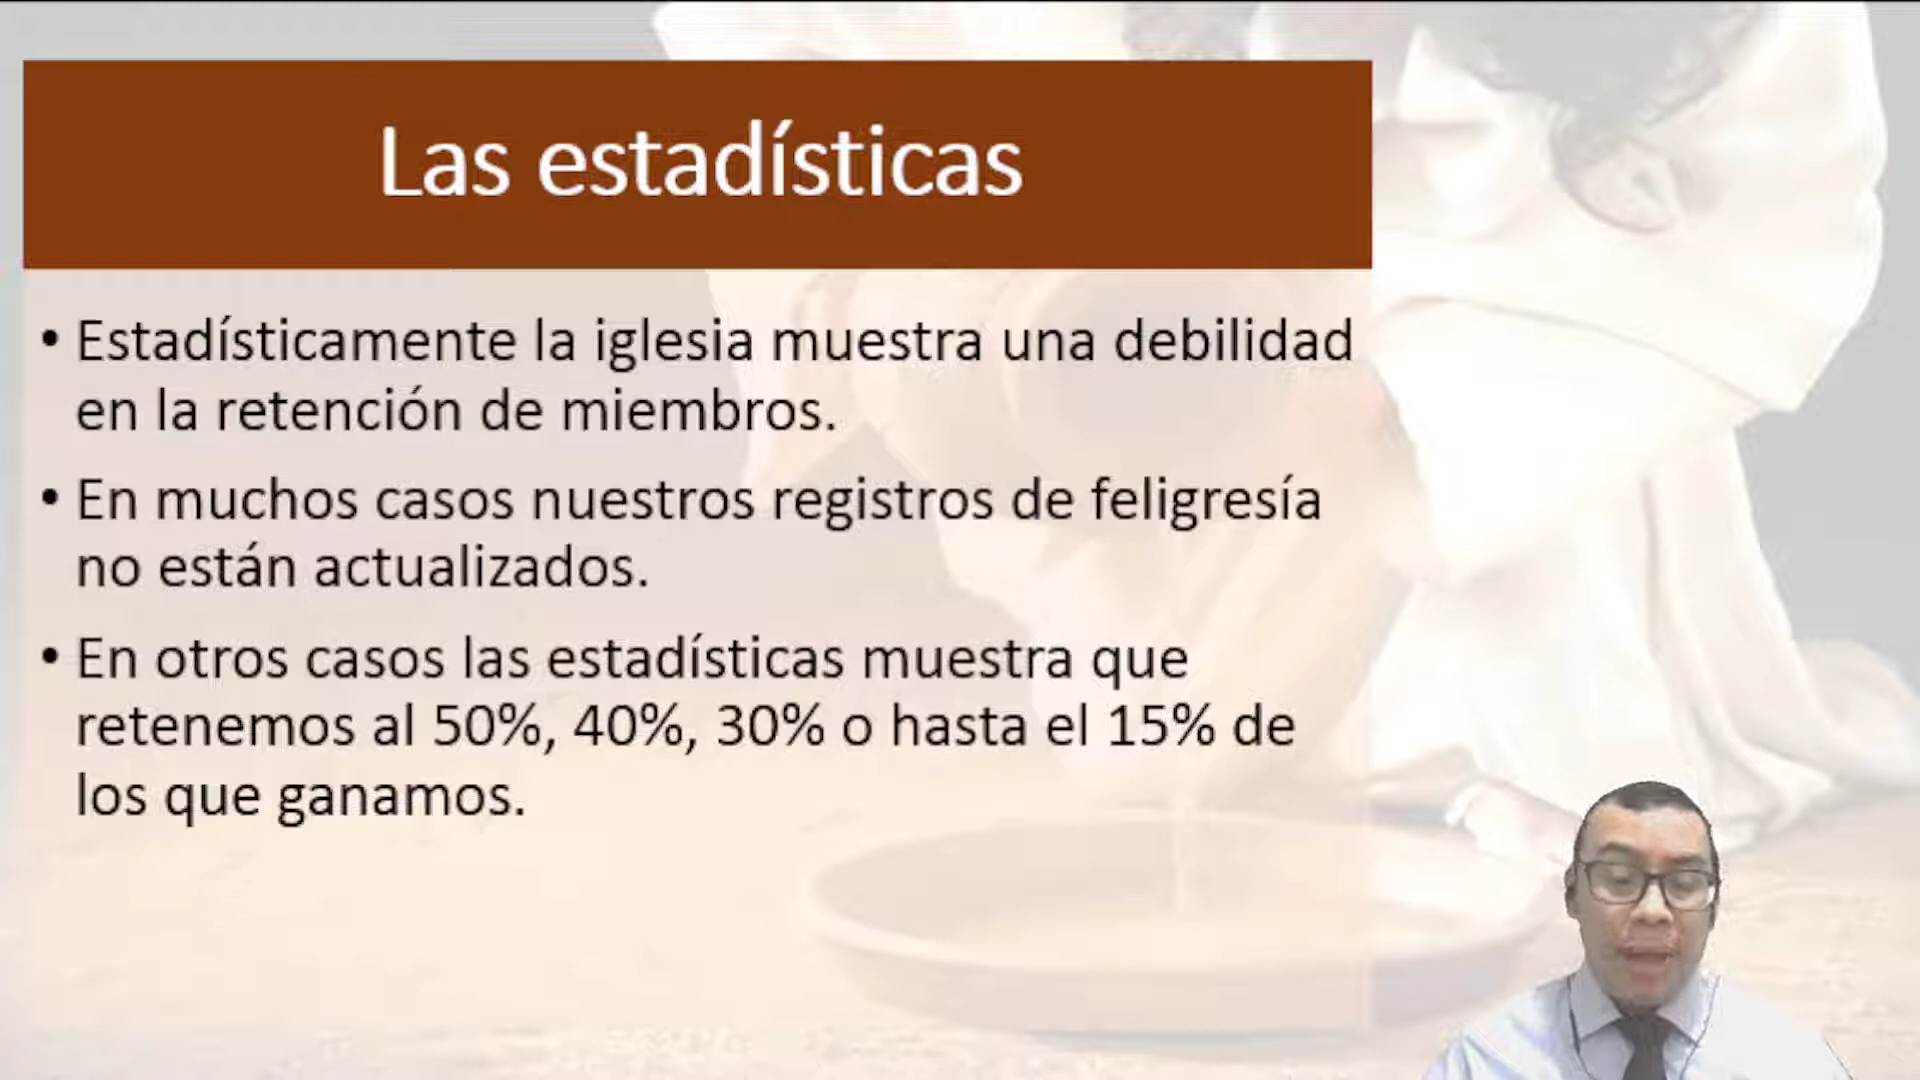 Las estadísticas
• Estadísticamente la iglesia muestra una debilidad
en la retención de miembros.
• En muchos casos nuestros registros de feligresía
no están actualizados.
• En otros casos las estadísticas muestra que
retenemos al 50%, 40%, 30% o hasta el 15% de
los que ganamos.